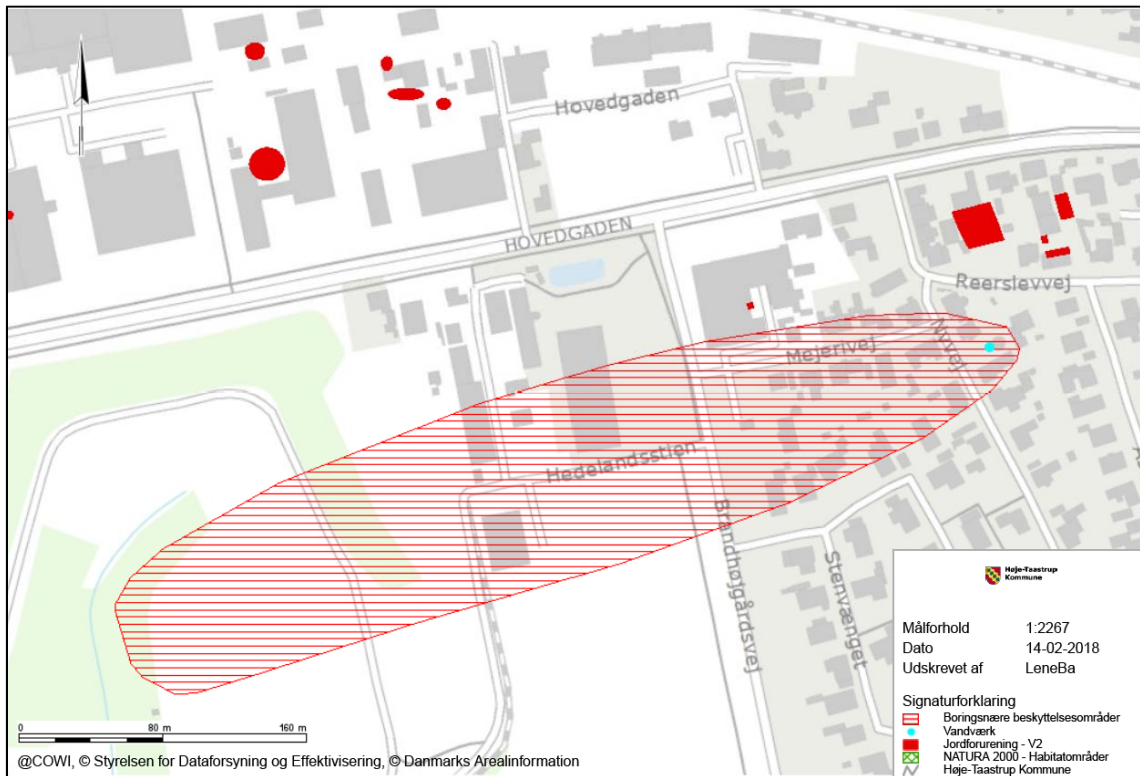 Hovedgaden
HOVEDGADEN
Reerslevvej
Mejerivej
Nyvej
Hedelandsstien
Brandhøjgårdsvej
Stenvænget
A
Høje-Taastrup
Kommune
Målforhold 1:2267
Dato 14-02-2018
Udskrevet af LeneBa
Signaturforklaring
Boringsnære beskyttelsesområder
Vandværk
Jordforurening - V2
NATURA 2000 - Habitatområder
Høje-Taastrup Kommune
0 80 m 160 m
@COWI, © Styrelsen for Dataforsyning og Effektivisering, © Danmarks Arealinformation